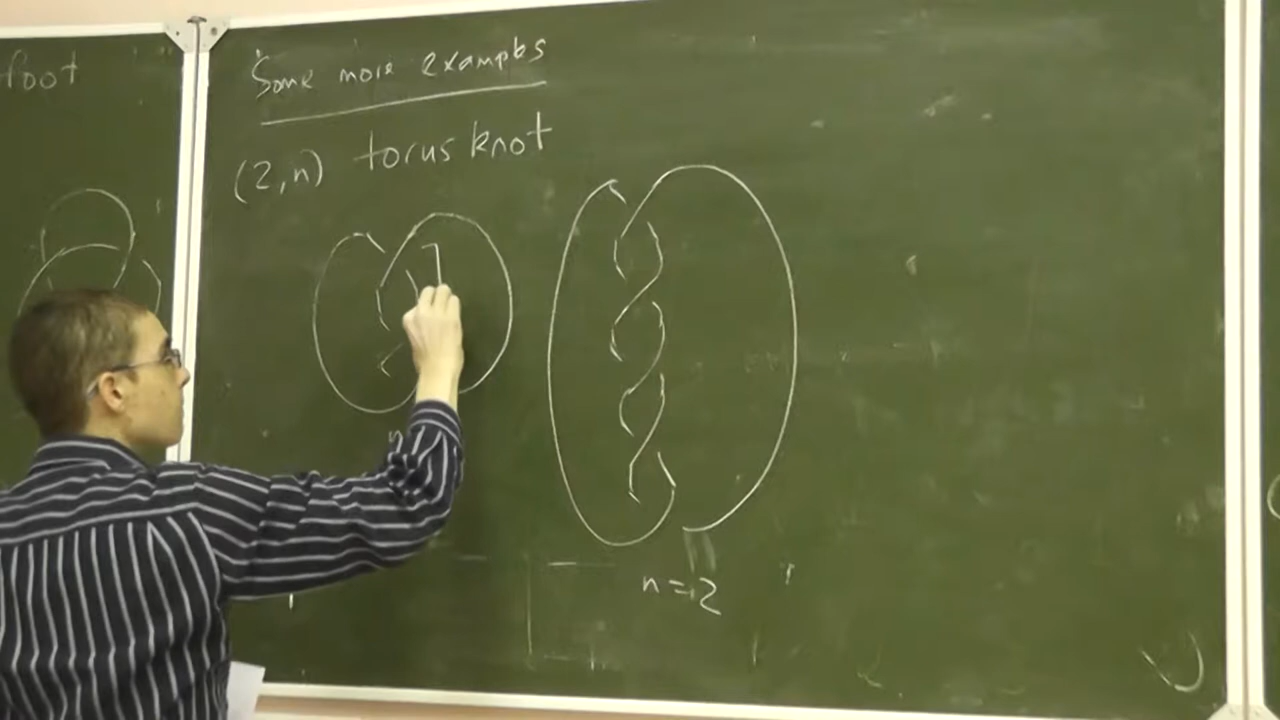 foot
Some more examples
(2,n) torus knot
n
n=2